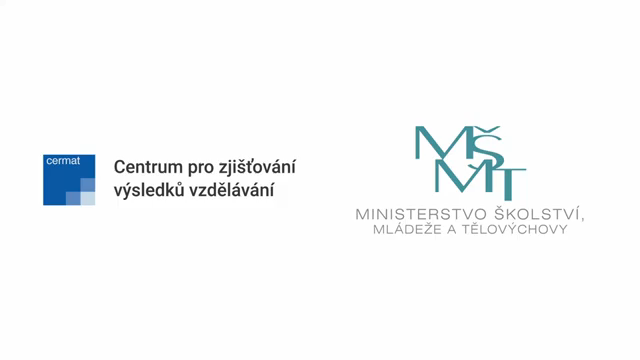 cermat
Centrum pro zjišťování
výsledků vzdělávání
MŠMT
MINISTERSTVO ŠKOLSTVÍ,
MLÁDEŽE A TĚLOVÝCHOVY